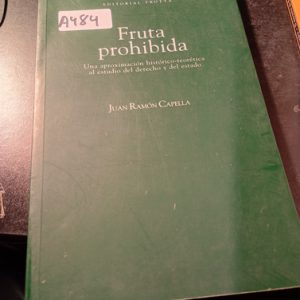 EDITORIAL TROTTA
A484
Fruta
prohibida
Una aproximación histórico-teorética
al estudio del derecho y del estado
JUAN RAMÓN CAPELLA